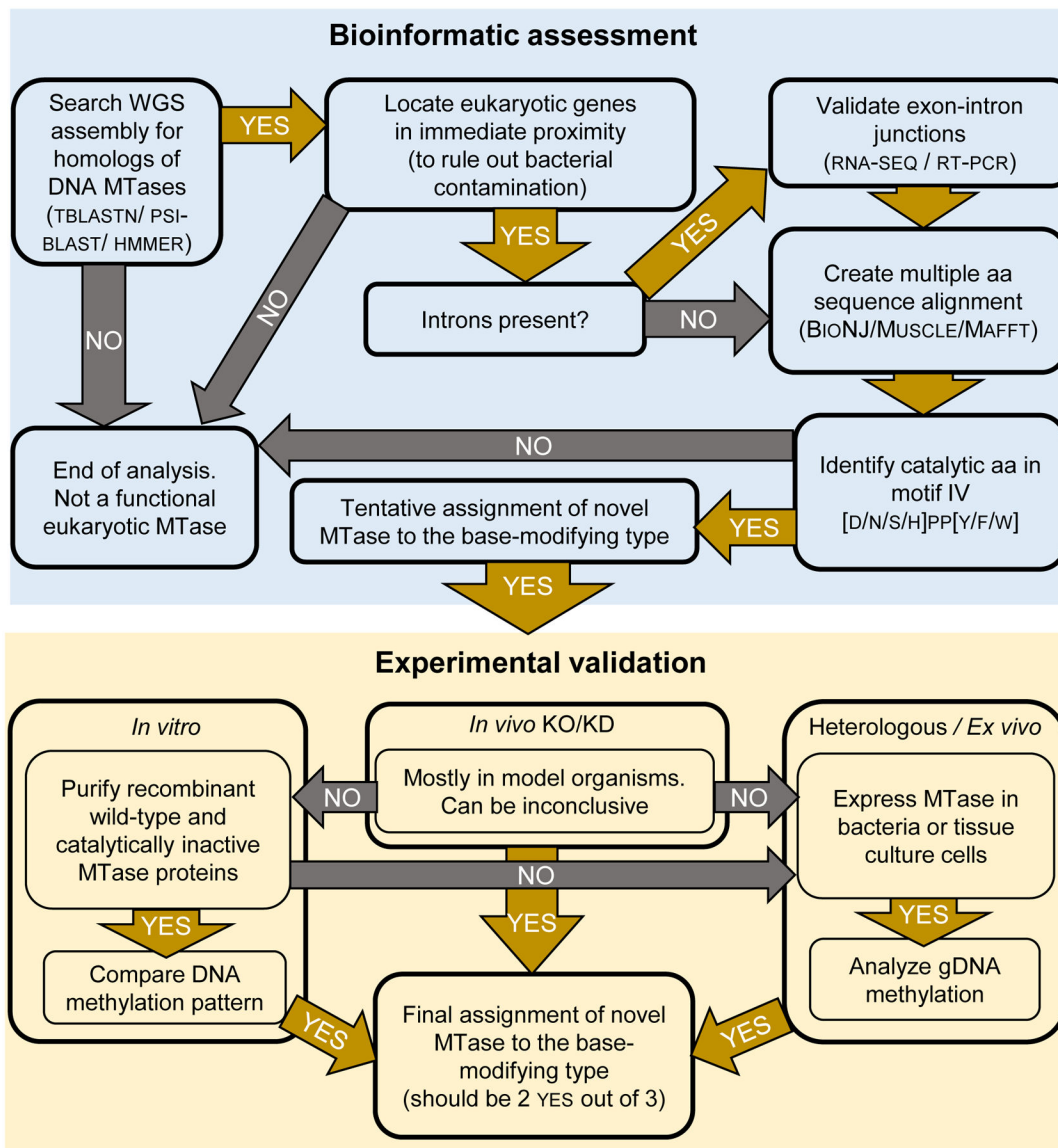 Bioinformatic assessment
Search WGS
assembly for
homologs of
DNA MTases
(TBLASTN/ PSI-
BLAST/ HMMER)
YES
Locate eukaryotic genes
in immediate proximity
(to rule out bacterial
contamination)
Validate exon-intron
junctions
(RNA-SEQ / RT-PCR)
NO
NO
YES
YES
Introns present?
NO
Create multiple aa
sequence alignment
(BIONJ/MUSCLE/MAFFT)
End of analysis.
Not a functional
eukaryotic MTase
NO
Identify catalytic aa in
motif IV
[D/N/S/H]PP[Y/F/W]
Tentative assignment of novel
MTase to the base-modifying type
YES
YES
Experimental validation
In vitro
Purify recombinant
wild-type and
catalytically inactive
MTase proteins
NO
In vivo KO/KD
Mostly in model organisms.
Can be inconclusive
NO
Heterologous / Ex vivo
Express MTase in
bacteria or tissue
culture cells
NO
YES
YES
YES
Compare DNA
methylation pattern
Analyze gDNA
methylation
YES
YES
Final assignment of novel
MTase to the base-
modifying type
(should be 2 YES out of 3)